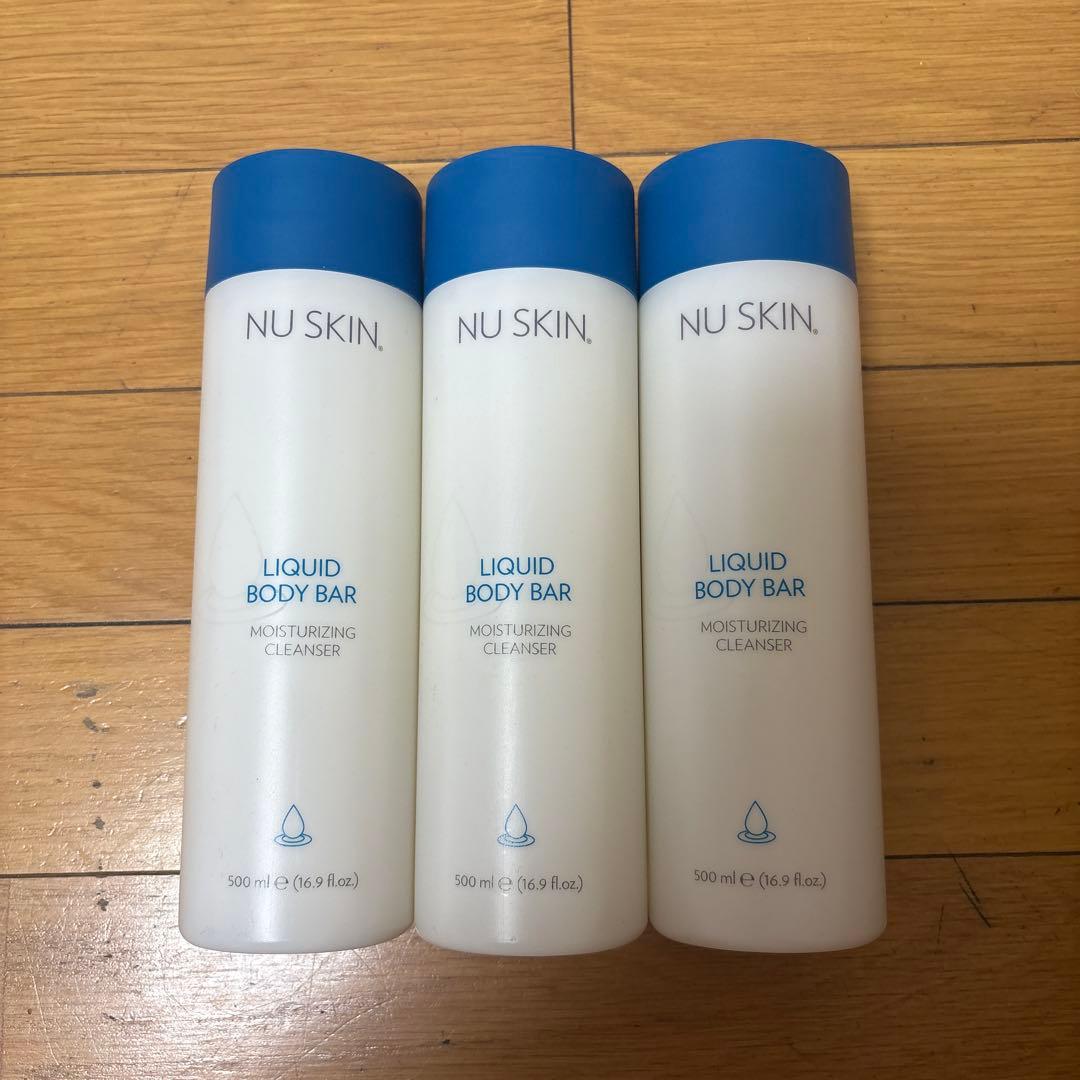 NU SKIN®
LIQUID
BODY BAR
MOISTURIZING
CLEANSER
500 ml ℮ (16.9 fl.oz.)
NU SKIN®
LIQUID
BODY BAR
MOISTURIZING
CLEANSER
500 ml ℮ (16.9 fl.oz.)
NU SKIN®
LIQUID
BODY BAR
MOISTURIZING
CLEANSER
500 ml ℮ (16.9 fl.oz.)